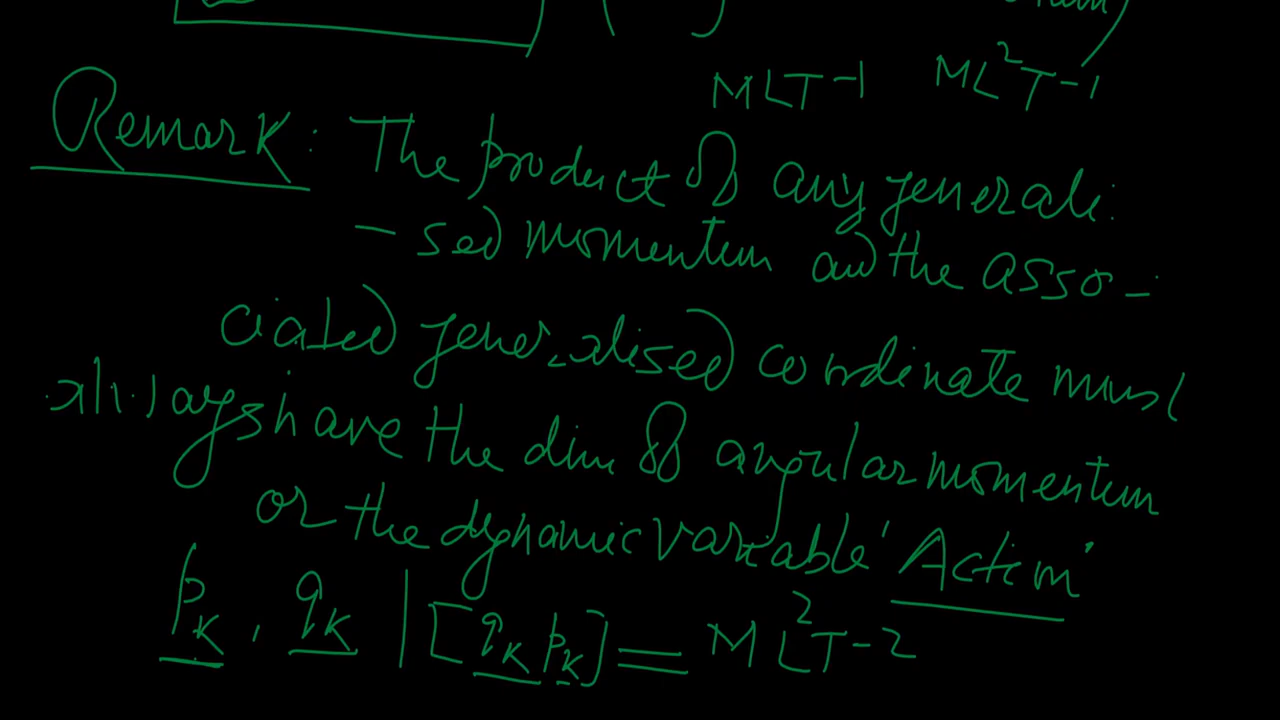 MLT-1 ML²T-1
Remark: The product of any generali-
- sed momentum and the asso-
ciated generalised coordinate must
always have the dim of angular momentum
or the dynamic variable 'Action'
pₖ, qₖ | [qₖ pₖ] = ML²T-2